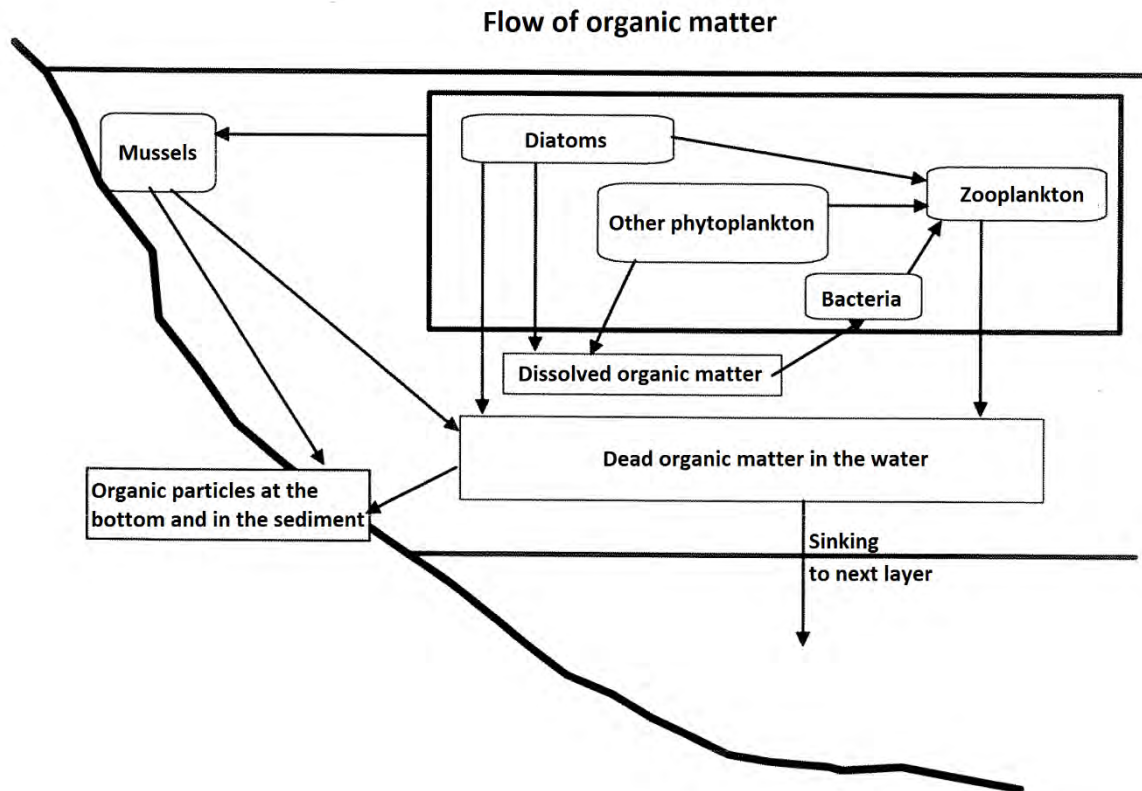 Flow of organic matter
Mussels
Diatoms
Zooplankton
Other phytoplankton
Bacteria
Dissolved organic matter
Dead organic matter in the water
Organic particles at the
bottom and in the sediment
Sinking
to next layer